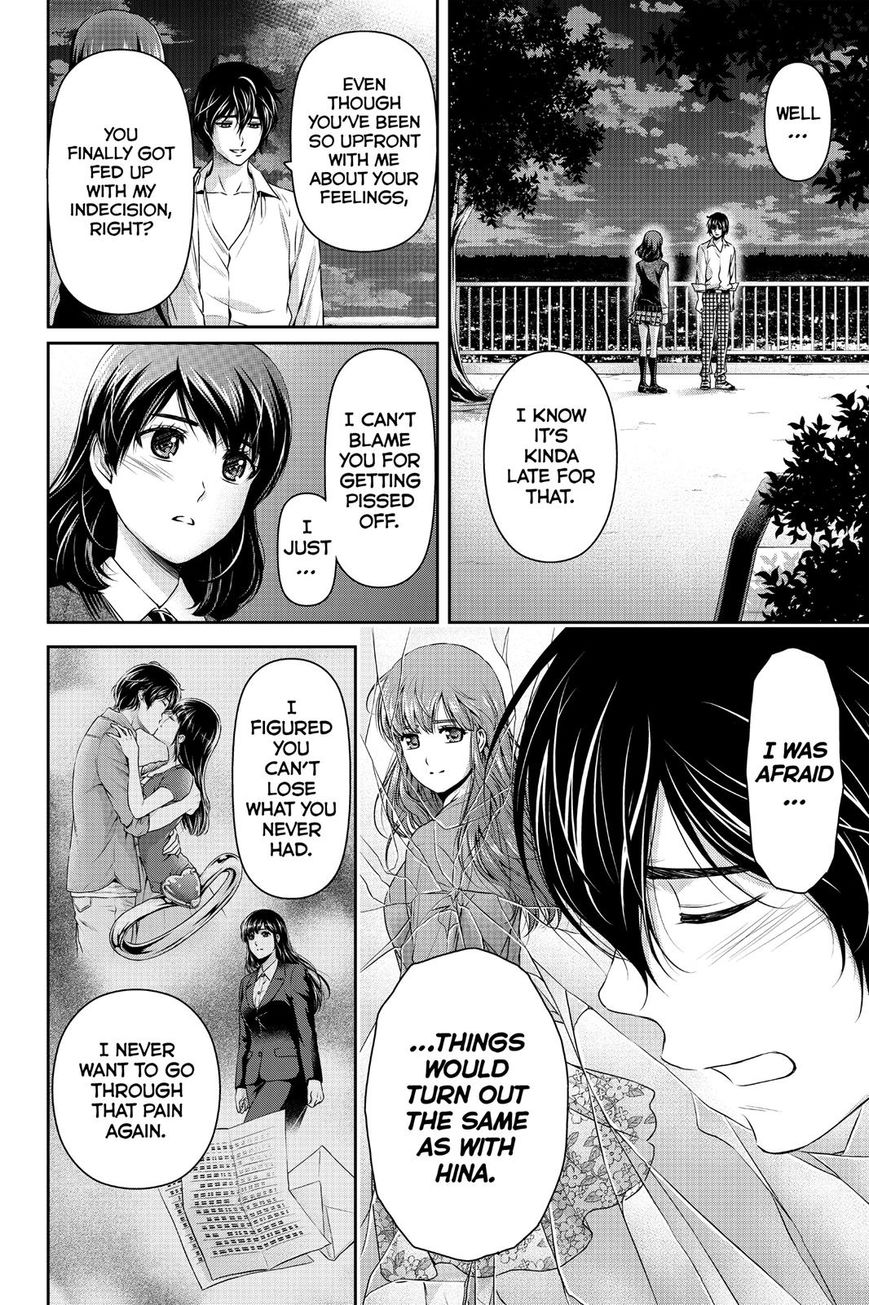 WELL
...
I KNOW
IT'S
KINDA
LATE FOR
THAT.
EVEN
THOUGH
YOU'VE BEEN
SO UPFRONT
WITH ME
ABOUT YOUR
FEELINGS,
YOU
FINALLY GOT
FED UP
WITH MY
INDECISION,
RIGHT?
I CAN'T
BLAME
YOU FOR
GETTING
PISSED
OFF.
I
JUST
...
I WAS
AFRAID
...
...THINGS
WOULD
TURN OUT
THE SAME
AS WITH
HINA.
I
FIGURED
YOU
CAN'T
LOSE
WHAT YOU
NEVER
HAD.
I NEVER
WANT TO GO
THROUGH
THAT PAIN
AGAIN.